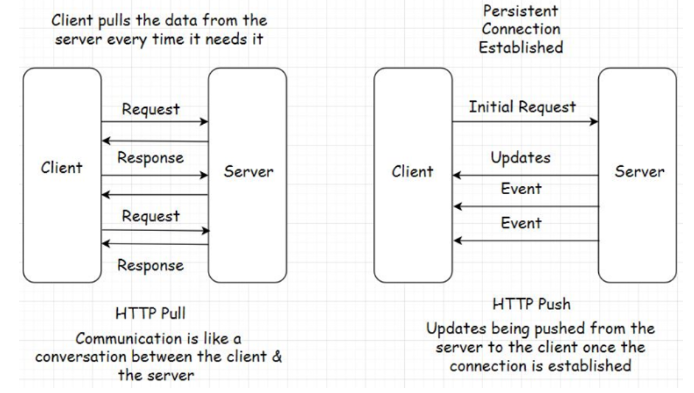 Client pulls the data from the
server every time it needs it
Client
Request
Response
Request
Response
Server
HTTP Pull
Communication is like a
conversation between the client &
the server
Persistent
Connection
Established
Client
Initial Request
Updates
Event
Event
Server
HTTP Push
Updates being pushed from the
server to the client once the
connection is established